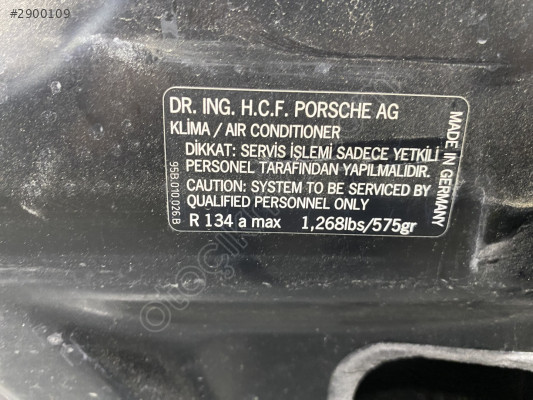 #2900109
DR. ING. H.C.F. PORSCHE AG
KLİMA / AIR CONDITIONER
DİKKAT: SERVİS İŞLEMİ SADECE YETKİLİ
PERSONEL TARAFINDAN YAPILMALIDIR.
CAUTION: SYSTEM TO BE SERVICED BY
QUALIFIED PERSONNEL ONLY
R 134 a max 1,268lbs/575gr
95B.010.026.B
MADE IN GERMANY